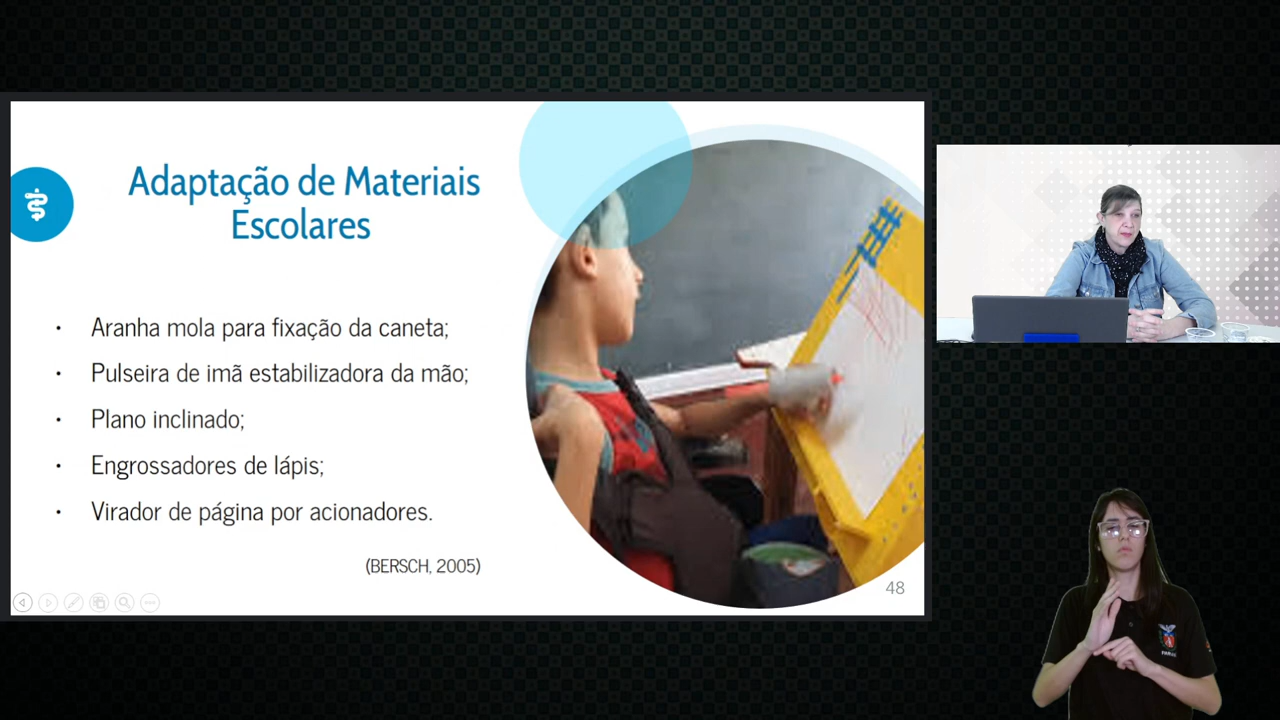 Adaptação de Materiais
Escolares
• Aranha mola para fixação da caneta;
• Pulseira de imã estabilizadora da mão;
• Plano inclinado;
• Engrossadores de lápis;
• Virador de página por acionadores.
(BERSCH, 2005)
48